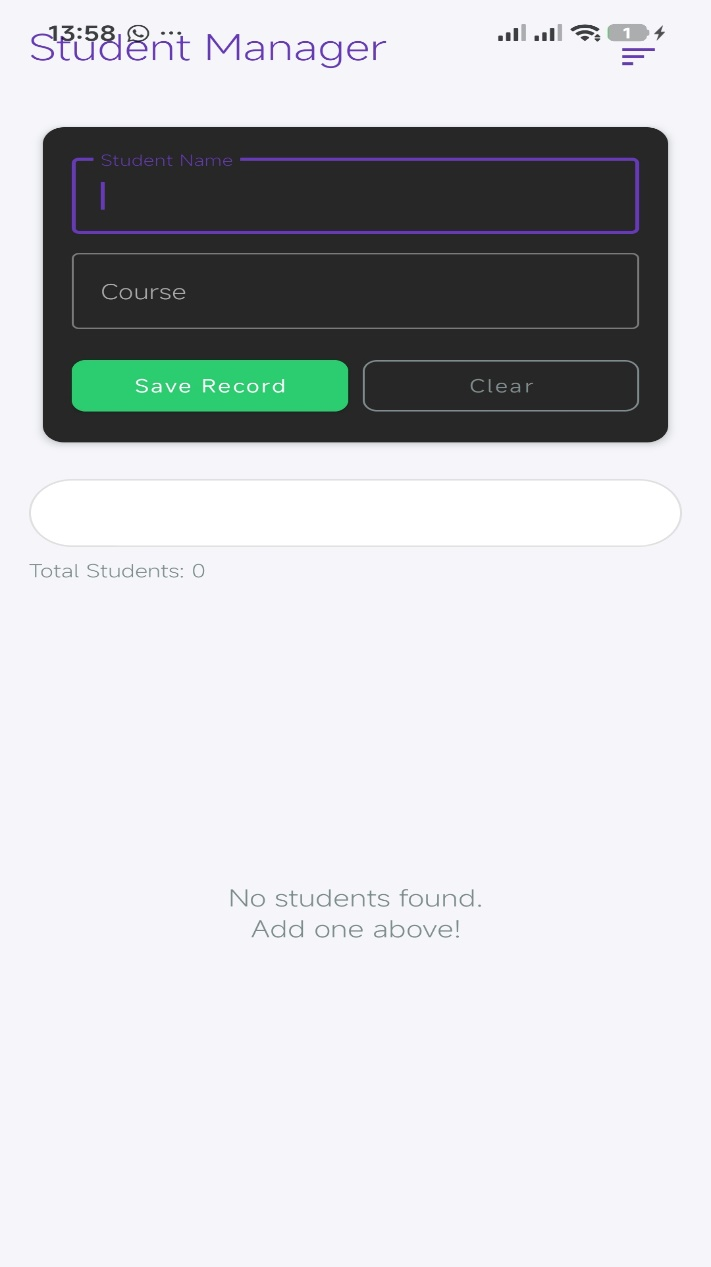 13:58 ...
1
Student Manager
Student Name
Course
Save Record
Clear
Total Students: 0
No students found.
Add one above!